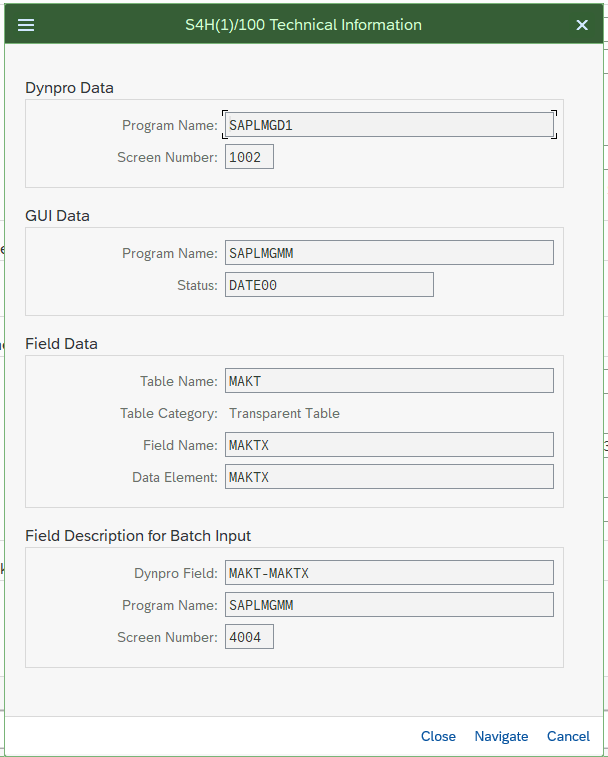 S4H(1)/100 Technical Information
Dynpro Data
Program Name: SAPLMGD1
Screen Number: 1002
GUI Data
Program Name: SAPLMGMM
Status: DATE00
Field Data
Table Name: MAKT
Table Category: Transparent Table
Field Name: MAKTX
Data Element: MAKTX
Field Description for Batch Input
Dynpro Field: MAKT-MAKTX
Program Name: SAPLMGMM
Screen Number: 4004
Close Navigate Cancel